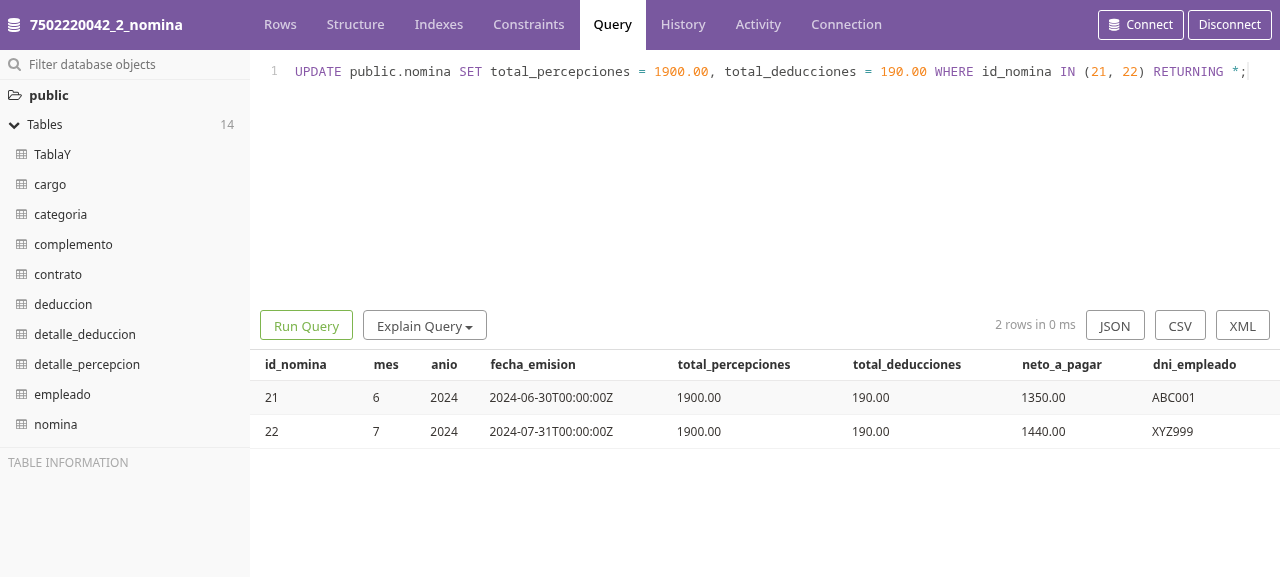 7502220042_2_nomina Rows Structure Indexes Constraints Query History Activity Connection Connect Disconnect
Filter database objects
public
Tables 14
TablaY
cargo
categoria
complemento
contrato
deduccion
detalle_deduccion
detalle_percepcion
empleado
nomina
TABLE INFORMATION
1 UPDATE public.nomina SET total_percepciones = 1900.00, total_deducciones = 190.00 WHERE id_nomina IN (21, 22) RETURNING *;
Run Query Explain Query 2 rows in 0 ms JSON CSV XML
id_nomina mes anio fecha_emision total_percepciones total_deducciones neto_a_pagar dni_empleado
21 6 2024 2024-06-30T00:00:00Z 1900.00 190.00 1350.00 ABC001
22 7 2024 2024-07-31T00:00:00Z 1900.00 190.00 1440.00 XYZ999